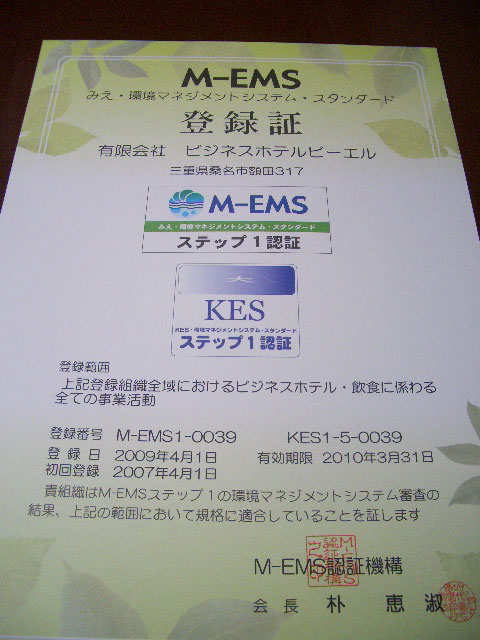 M-EMS
みえ・環境マネジメントシステム・スタンダード
登録証
有限会社 ビジネスホテルビーエル
三重県桑名市額田317
M-EMS
みえ・環境マネジメントシステム・スタンダード
ステップ1認証
KES
KES・環境マネジメントシステム・スタンダード
ステップ1認証
登録範囲
上記登録組織全域におけるビジネスホテル・飲食に係わる
全ての事業活動
登録番号 M-EMS1-0039 KES1-5-0039
登録日 2009年4月1日 有効期限 2010年3月31日
初回登録 2007年4月1日
貴組織はM-EMSステップ1の環境マネジメントシステム審査の
結果、上記の範囲において規格に適合していることを証します
M-EMS認証機構
会長 朴恵淑